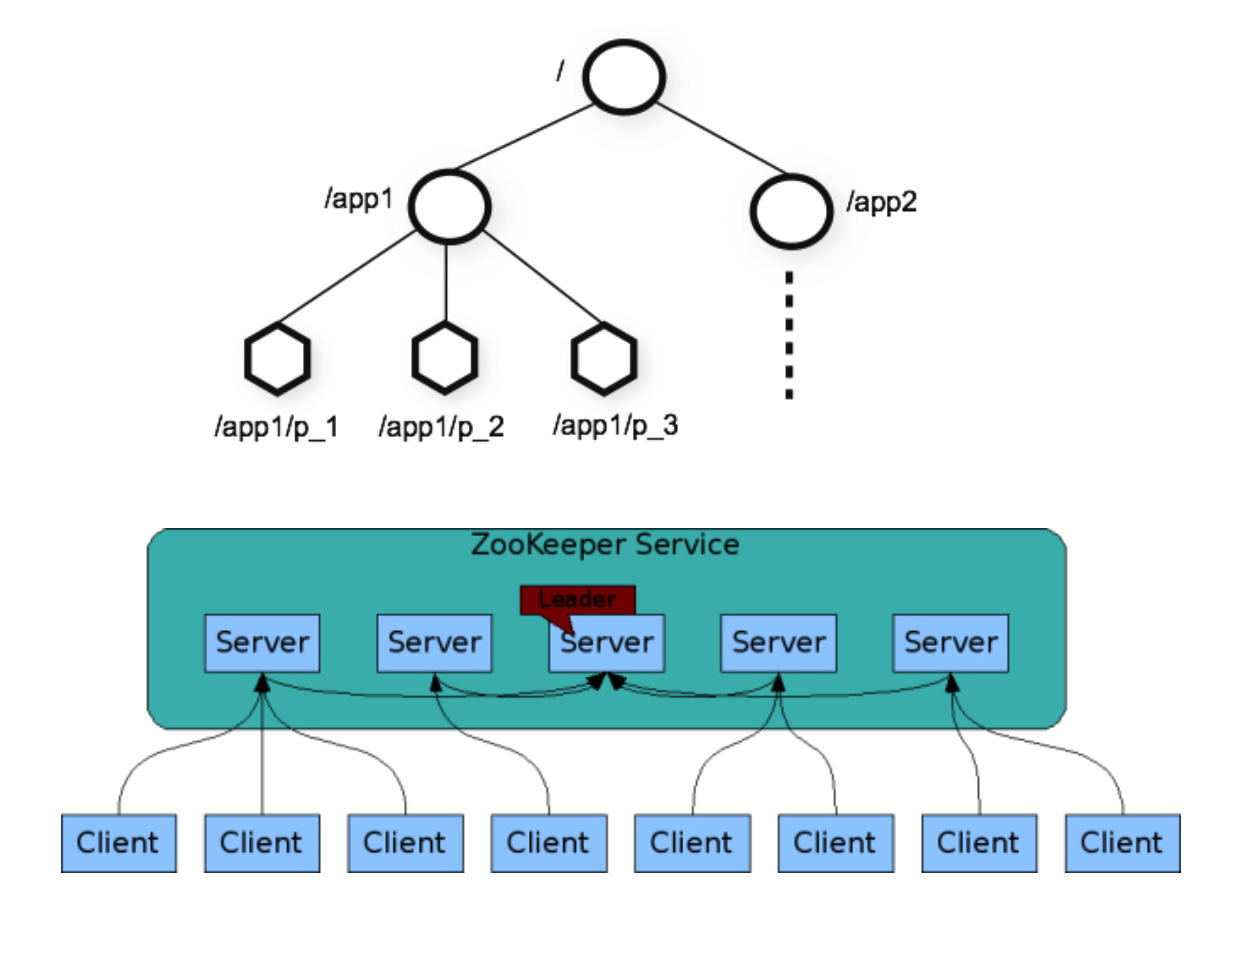 /
/app1
/app2
/app1/p_1 /app1/p_2 /app1/p_3
ZooKeeper Service
Leader
Server Server Server Server Server
Client Client Client Client Client Client Client Client